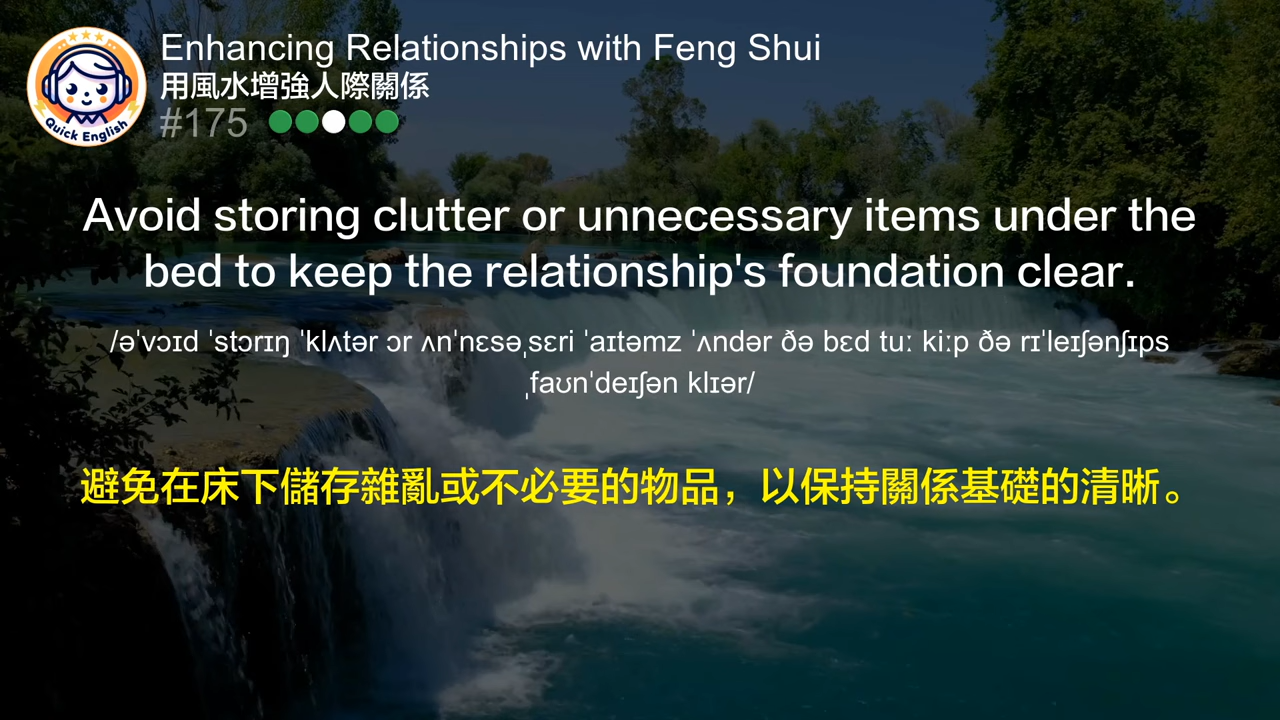 Enhancing Relationships with Feng Shui
用風水增強人際關係
#175
Quick English
Avoid storing clutter or unnecessary items under the
bed to keep the relationship's foundation clear.
/əˈvɔɪd ˈstɔrɪŋ ˈklʌtər ɔr ʌnˈnɛsəˌsɛri ˈaɪtəmz ˈʌndər ðə bɛd tuː kiːp ðə rɪˈleɪʃənʃɪps
ˌfaʊnˈdeɪʃən klɪər/
避免在床下儲存雜亂或不必要的物品，以保持關係基礎的清晰。